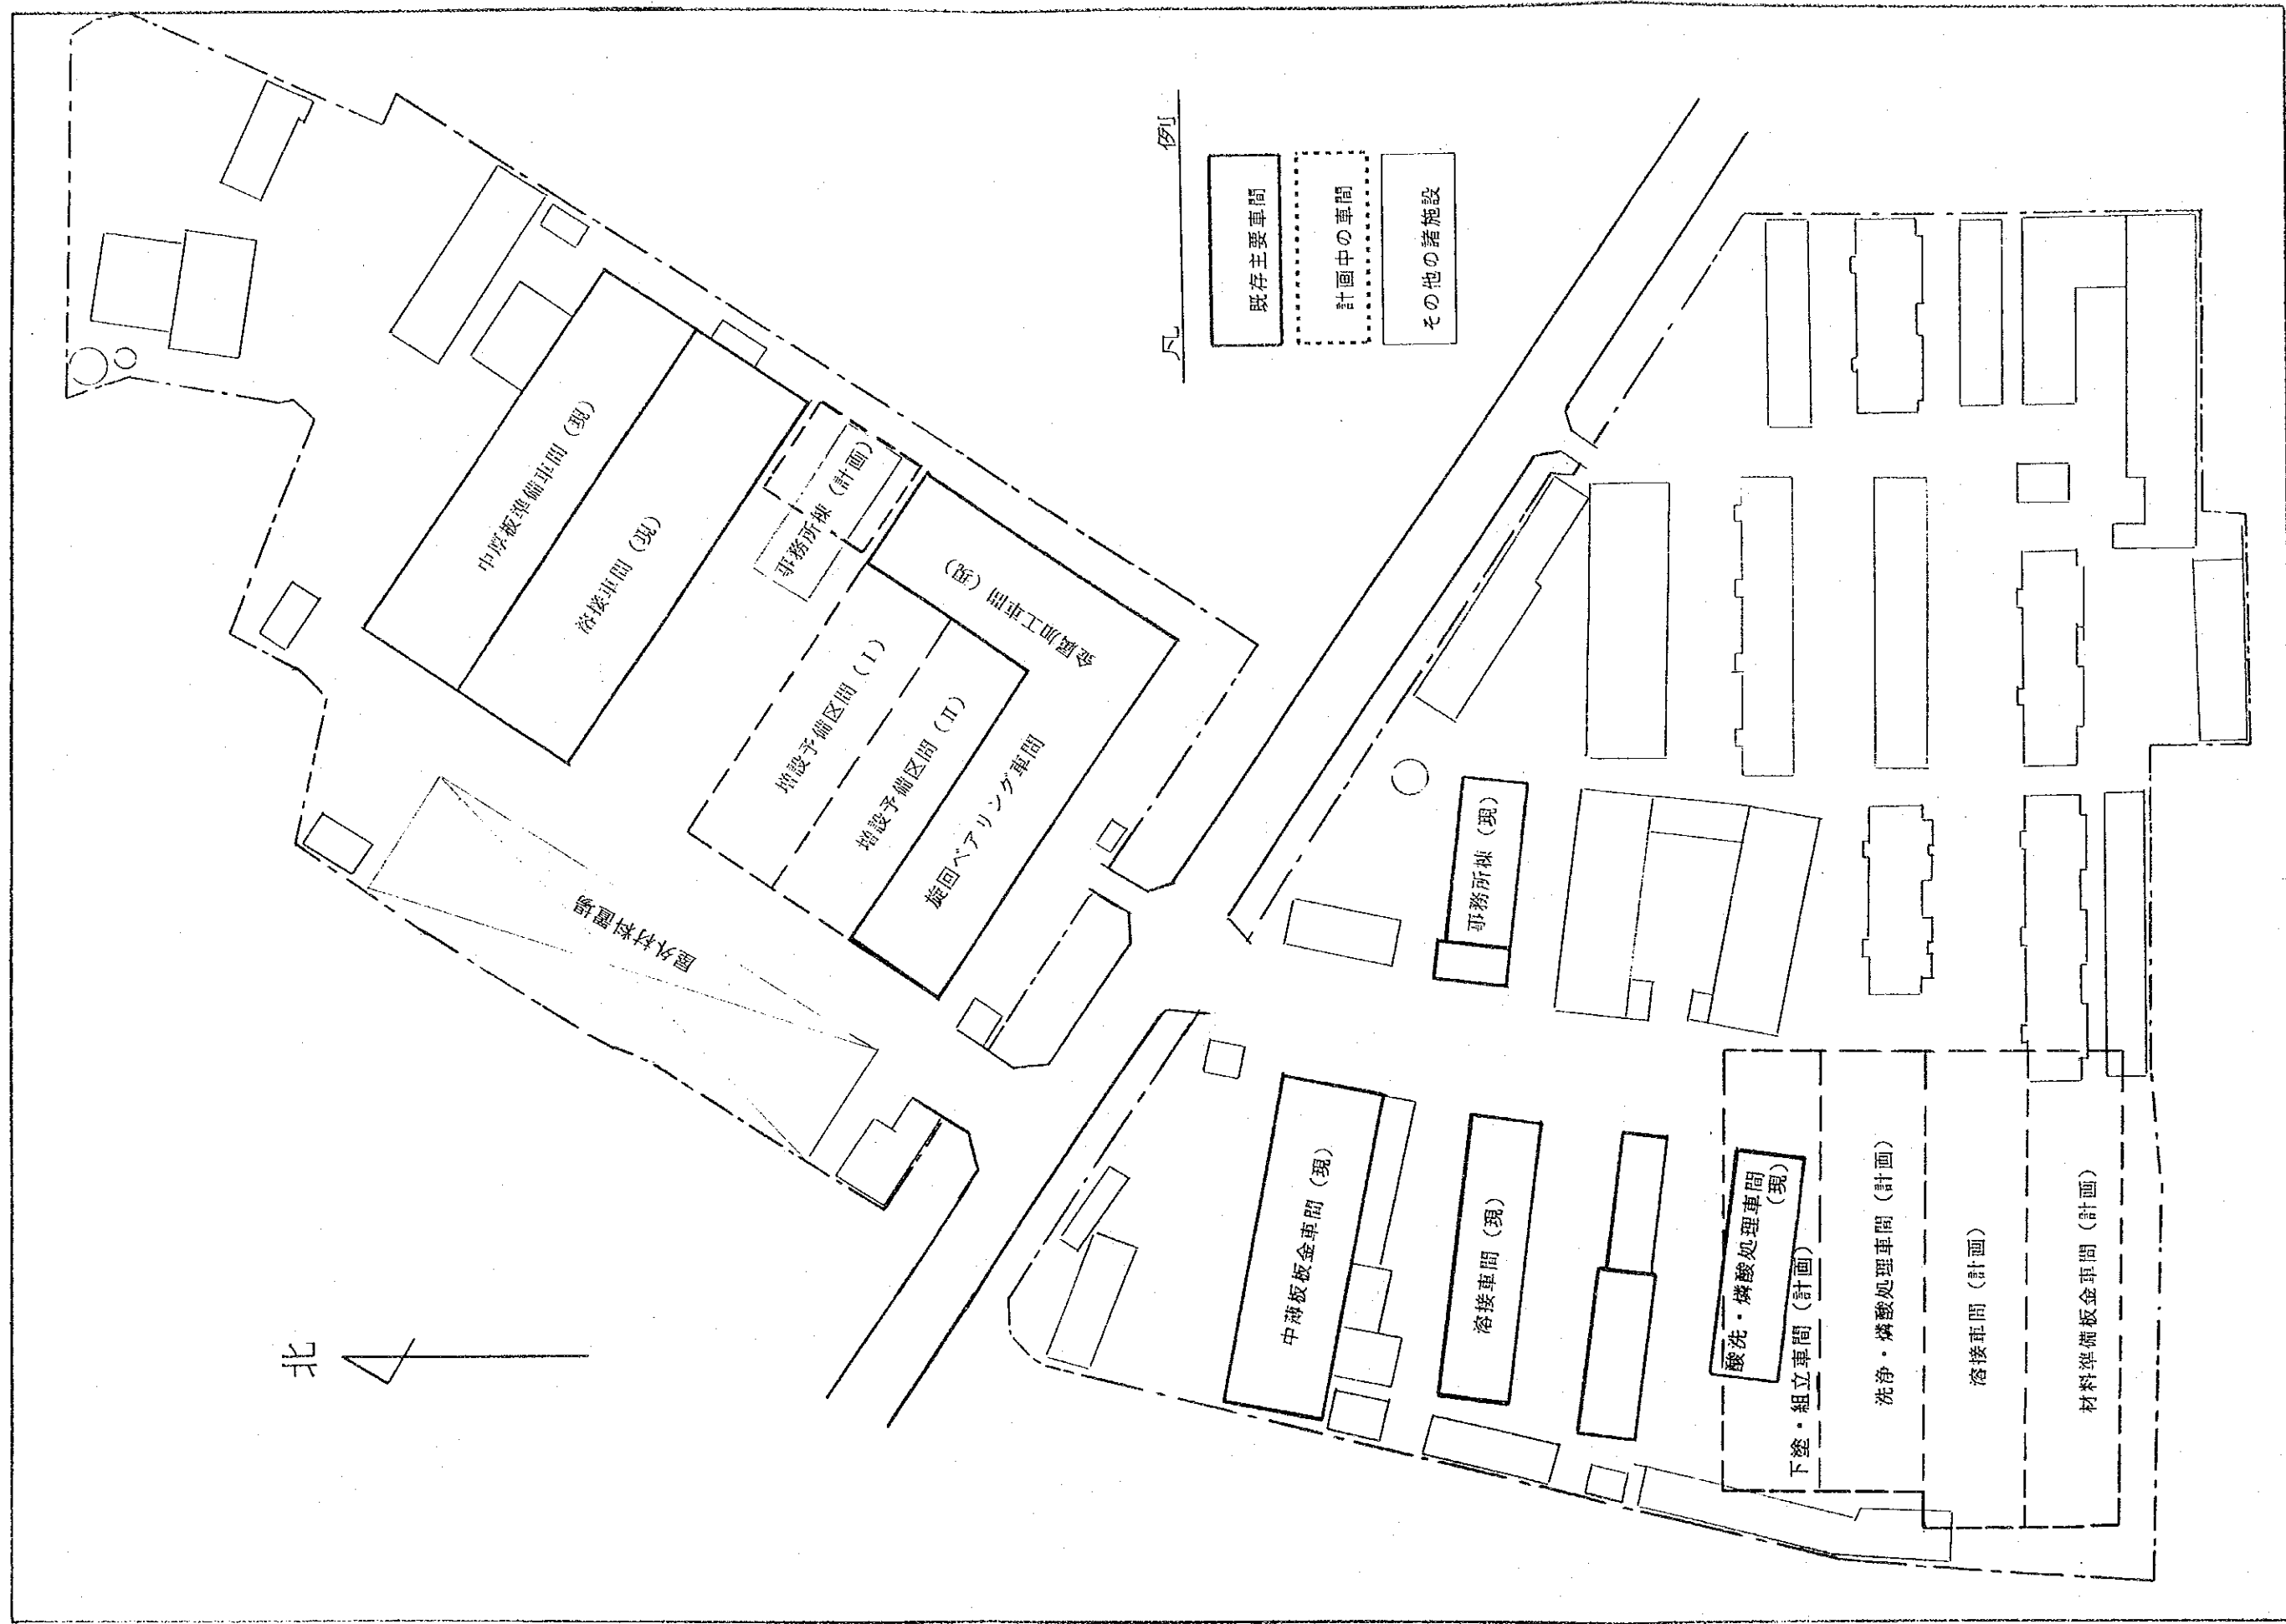 北
凡　例
既存主要車間
計画中の車間
その他の諸施設
中厚板準備車間（現）
溶接車間（現）
事務所棟（計画）
金属加工車間（現）
増設予備区間（Ⅰ）
増設予備区間（Ⅱ）
旋回ベアリング車間
屋外材料置場
事務所棟（現）
中薄板板金車間（現）
溶接車間（現）
酸洗・燐酸処理車間
（現）
下塗・組立車間（計画）
洗浄・燐酸処理車間（計画）
溶接車間（計画）
材料準備板金車間（計画）